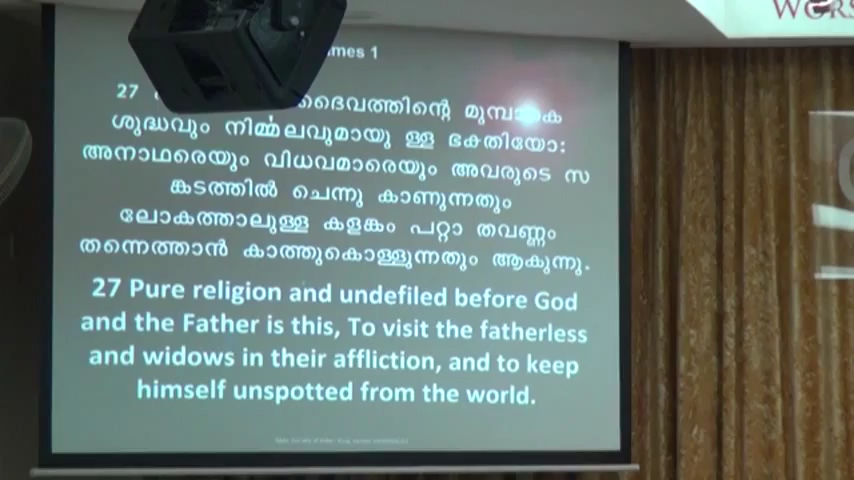 WORS
mes 1
27 ദൈവത്തിന്റെ
ശുദ്ധവും നിൎമ്മലവുമായു ള്ള ഭക്തിയോ:
അനാഥരെയും വിധവമാരെയും അവരുടെ സ
ങ്കടത്തിൽ ചെന്നു കാണുന്നതും
ലോകത്താലുള്ള കളങ്കം പറ്റാ തവണ്ണം
തന്നെത്താൻ കാത്തുകൊള്ളുന്നതും ആകുന്നു.
27 Pure religion and undefiled before God
and the Father is this, To visit the fatherless
and widows in their affliction, and to keep
himself unspotted from the world.